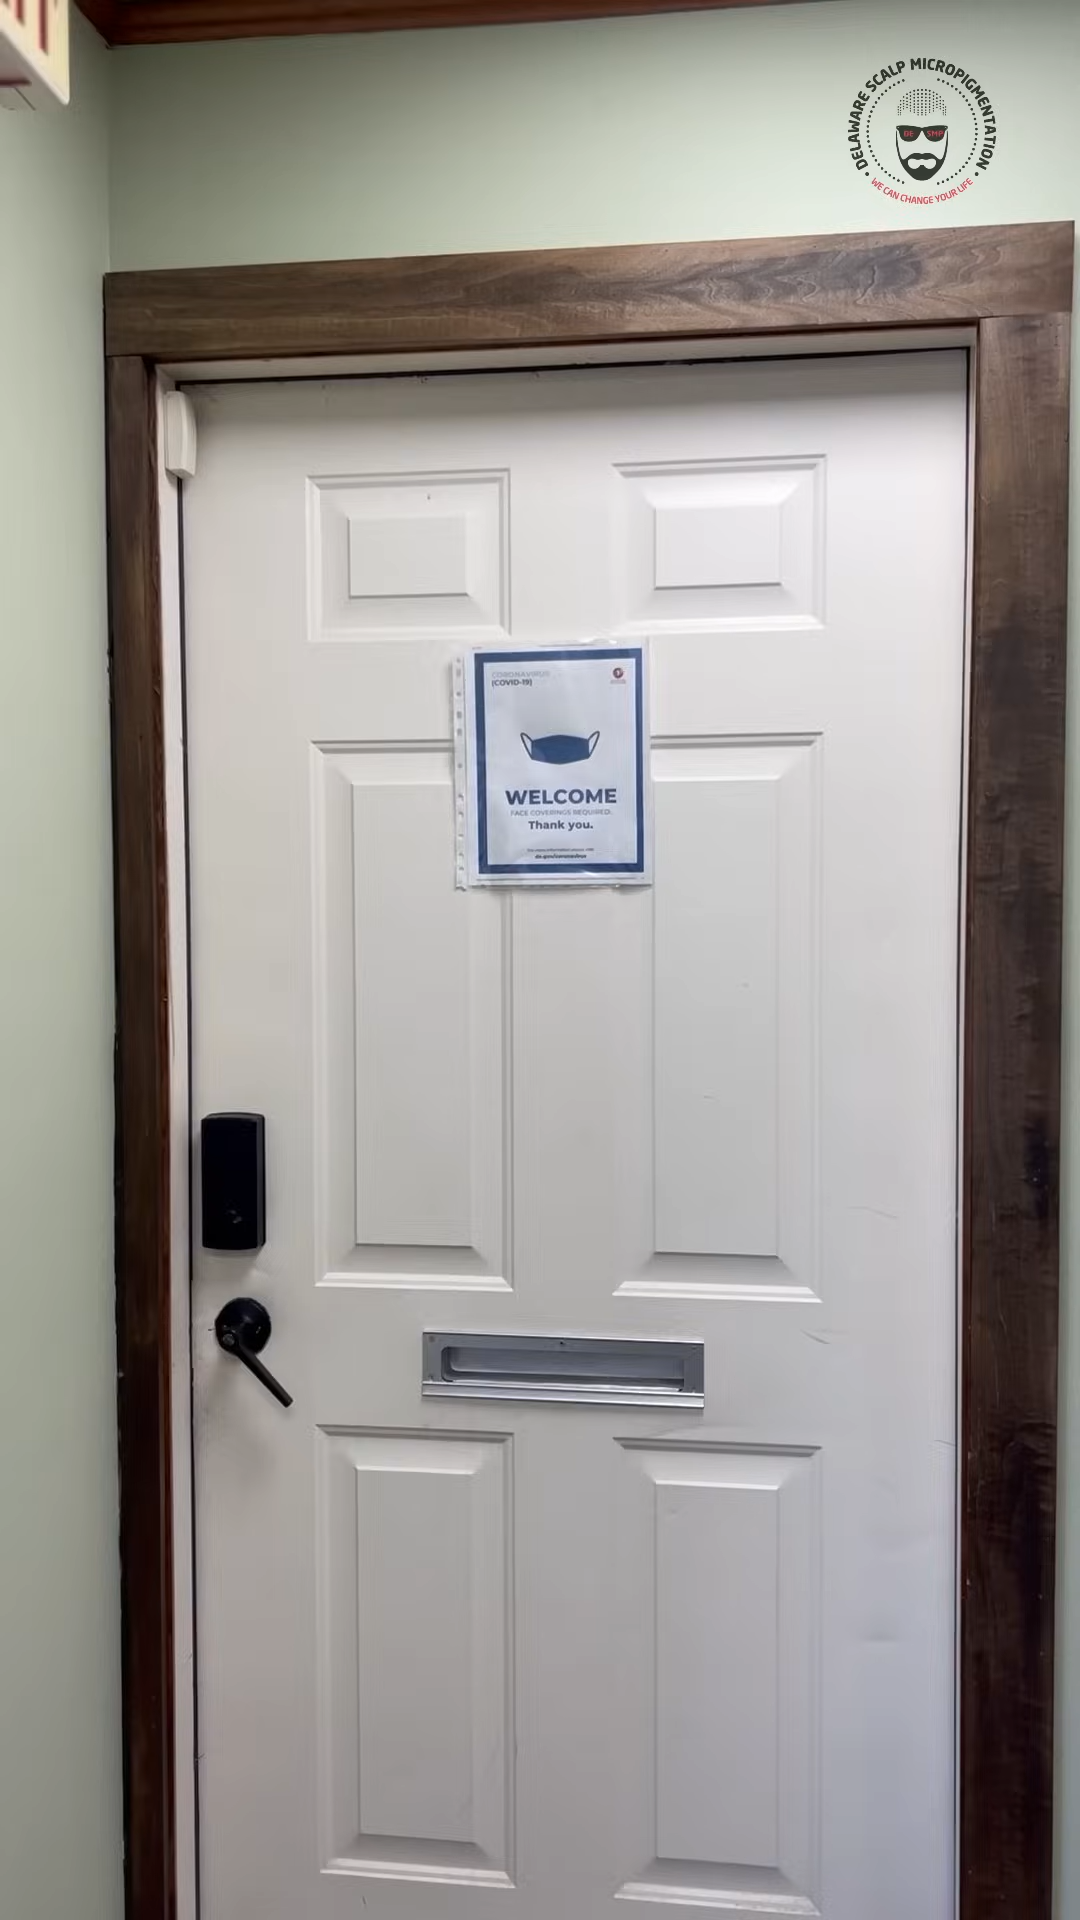 DELAWARE SCALP MICROPIGMENTATION
DE SMP
WE CAN CHANGE YOUR LIFE
CORONAVIRUS
(COVID-19)
WELCOME
FACE COVERINGS REQUIRED.
Thank you.
de.gov/coronavirus